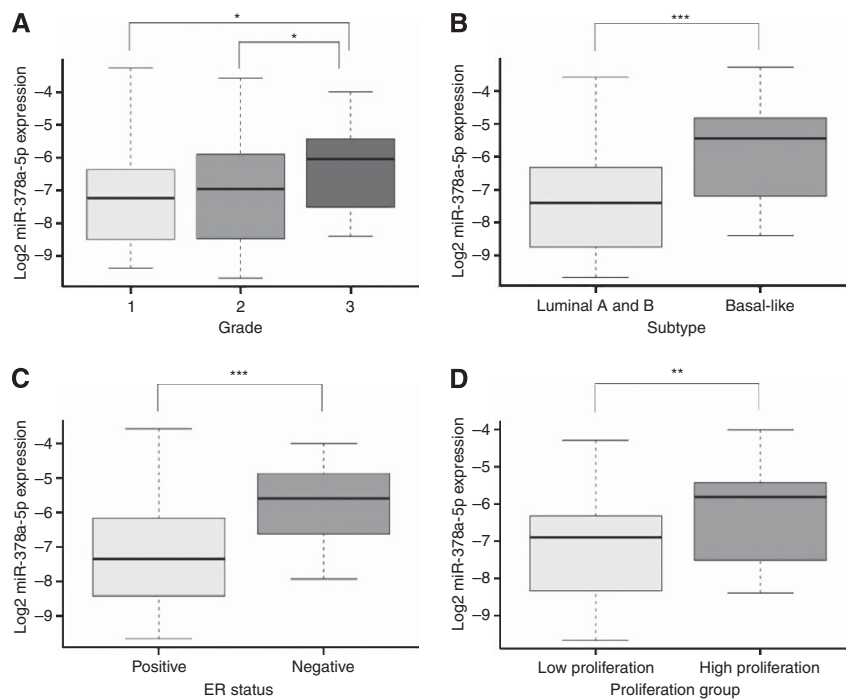 A
*
*
Log2 miR-378a-5p expression
–4
–5
–6
–7
–8
–9
1 2 3
Grade
B
***
Log2 miR-378a-5p expression
–4
–5
–6
–7
–8
–9
Luminal A and B Basal-like
Subtype
C
***
Log2 miR-378a-5p expression
–4
–5
–6
–7
–8
–9
Positive Negative
ER status
D
**
Log2 miR-378a-5p expression
–4
–5
–6
–7
–8
–9
Low proliferation High proliferation
Proliferation group